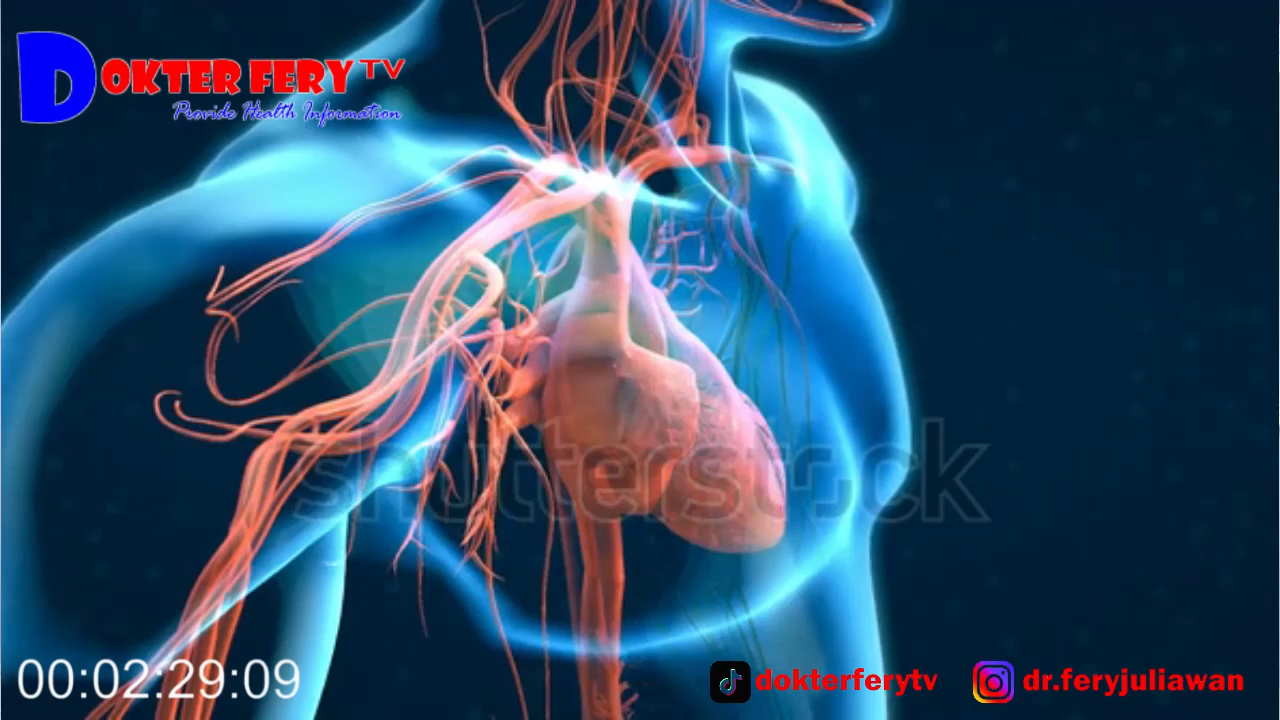 DOKTER FERY TV
Provide Health Information
shutterstock
00:02:29:09
dokterferytv
dr.feryjuliawan